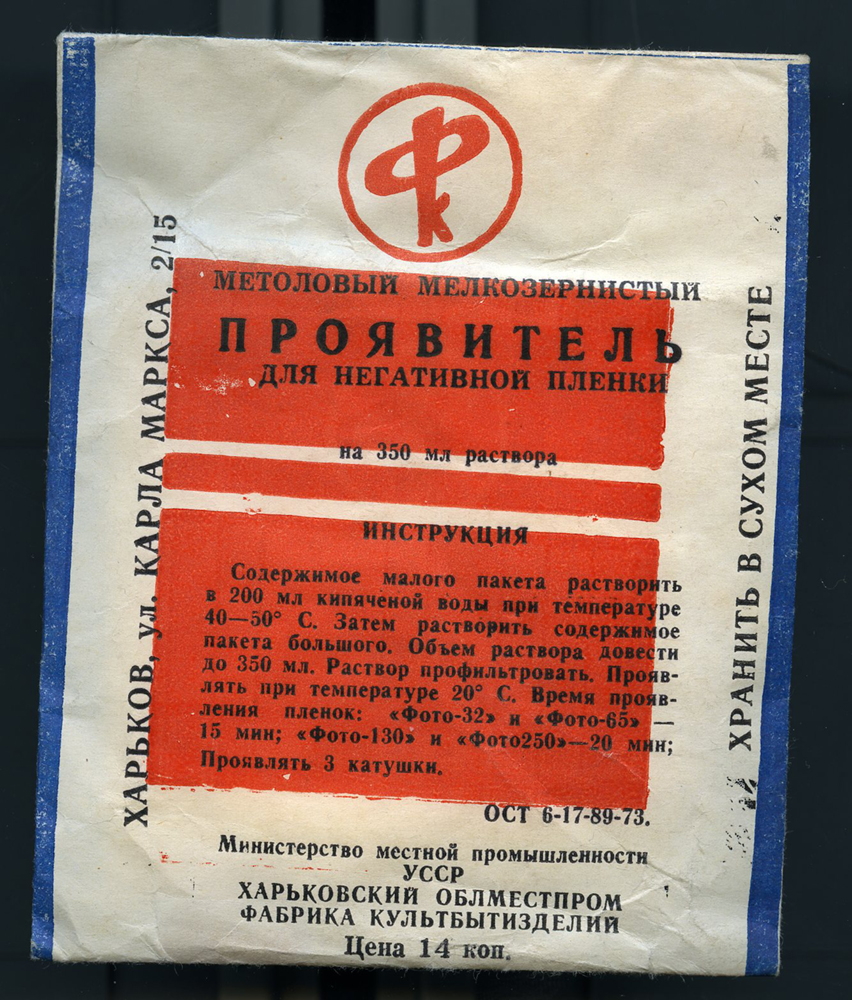 ФК
МЕТОЛОВЫЙ МЕЛКОЗЕРНИСТЫЙ
ПРОЯВИТЕЛЬ
ДЛЯ НЕГАТИВНОЙ ПЛЕНКИ
на 350 мл раствора
ИНСТРУКЦИЯ
Содержимое малого пакета растворить
в 200 мл кипяченой воды при температуре
40—50° С. Затем растворить содержимое
пакета большого. Объем раствора довести
до 350 мл. Раствор профильтровать. Прояв-
лять при температуре 20° С. Время прояв-
ления пленок: «Фото-32» и «Фото-65» —
15 мин; «Фото-130» и «Фото250»—20 мин;
Проявлять 3 катушки.
ОСТ 6-17-89-73.
Министерство местной промышленности
УССР
ХАРЬКОВСКИЙ ОБЛМЕСТПРОМ
ФАБРИКА КУЛЬТБЫТИЗДЕЛИЙ
Цена 14 коп.
ХАРЬКОВ, ул. КАРЛА МАРКСА, 2/15
ХРАНИТЬ В СУХОМ МЕСТЕ